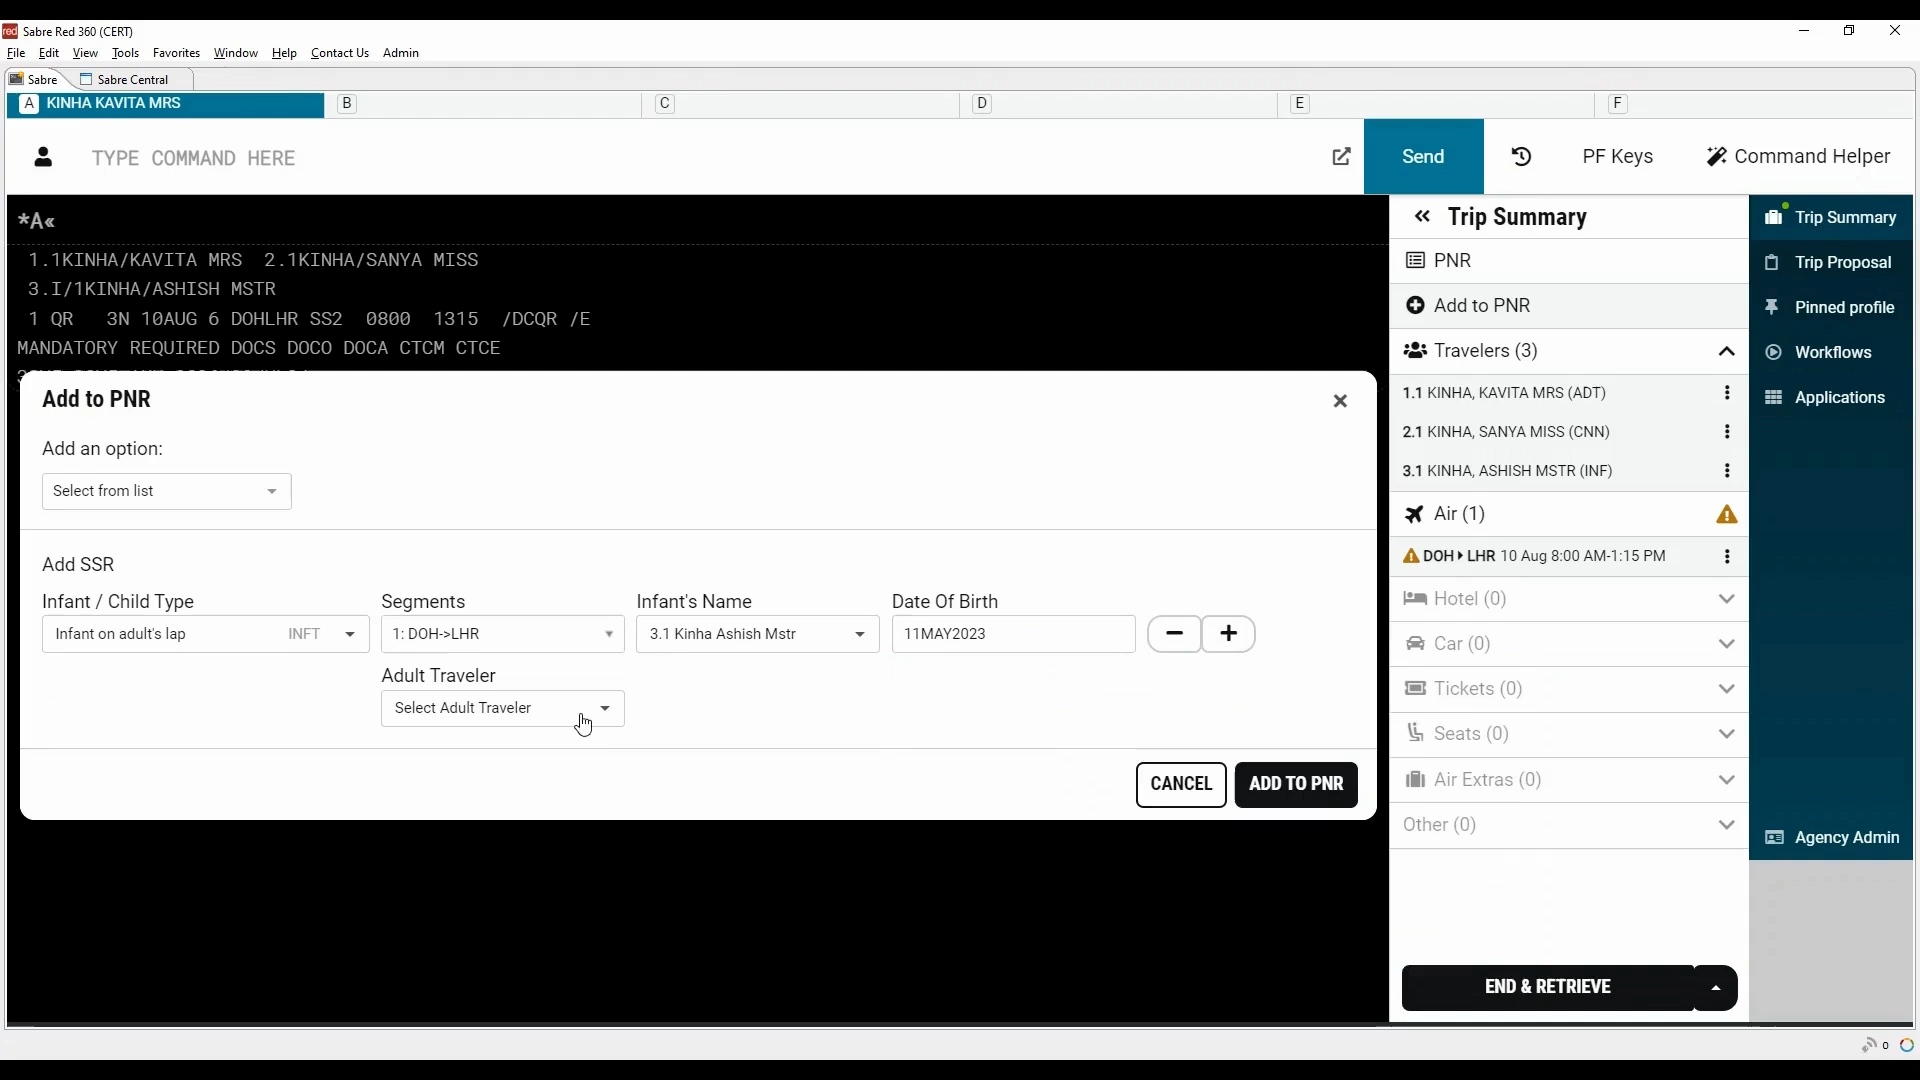 red Sabre Red 360 (CERT)
File Edit View Tools Favorites Window Help Contact Us Admin
Sabre Sabre Central
A KINHA KAVITA MRS B C D E F
TYPE COMMAND HERE Send PF Keys Command Helper
*A«
1.1KINHA/KAVITA MRS 2.1KINHA/SANYA MISS
3.I/1KINHA/ASHISH MSTR
1 QR 3N 10AUG 6 DOHLHR SS2 0800 1315 /DCQR /E
MANDATORY REQUIRED DOCS DOCO DOCA CTCM CTCE
Add to PNR
Add an option:
Select from list
Add SSR
Infant / Child Type Segments Infant's Name Date Of Birth
Infant on adult's lap INFT 1: DOH->LHR 3.1 Kinha Ashish Mstr 11MAY2023
Adult Traveler
Select Adult Traveler
CANCEL ADD TO PNR
Trip Summary
PNR
Add to PNR
Travelers (3)
1.1 KINHA, KAVITA MRS (ADT)
2.1 KINHA, SANYA MISS (CNN)
3.1 KINHA, ASHISH MSTR (INF)
Air (1)
DOH LHR 10 Aug 8:00 AM-1:15 PM
Hotel (0)
Car (0)
Tickets (0)
Seats (0)
Air Extras (0)
Other (0)
END & RETRIEVE
Trip Summary
Trip Proposal
Pinned profile
Workflows
Applications
Agency Admin
0